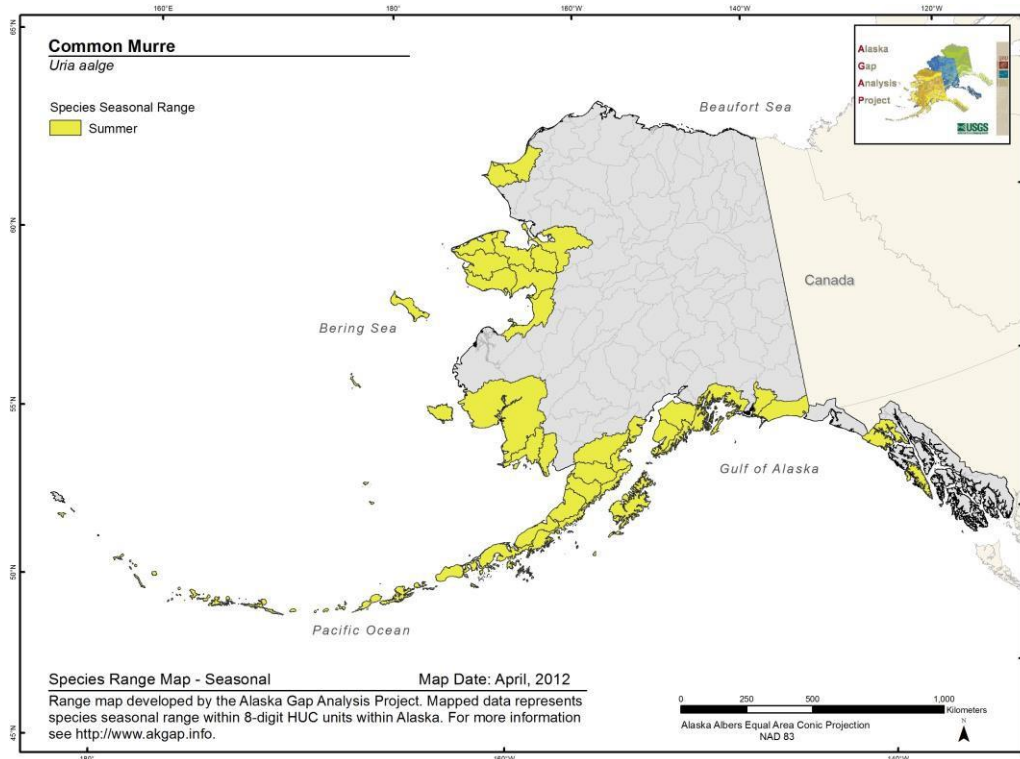 160°E
180°
160°W
140°W
120°W
65°N
Common Murre
Uria aalge
Species Seasonal Range
Summer
Beaufort Sea
Alaska
Gap
Analysis
Project
USGS
60°N
Canada
Bering Sea
55°N
Gulf of Alaska
50°N
Pacific Ocean
Species Range Map - Seasonal Map Date: April, 2012
Range map developed by the Alaska Gap Analysis Project. Mapped data represents
species seasonal range within 8-digit HUC units within Alaska. For more information
see http://www.akgap.info.
0 250 500 1,000
Kilometers
Alaska Albers Equal Area Conic Projection
NAD 83
N
45°N
180°
160°W
140°W